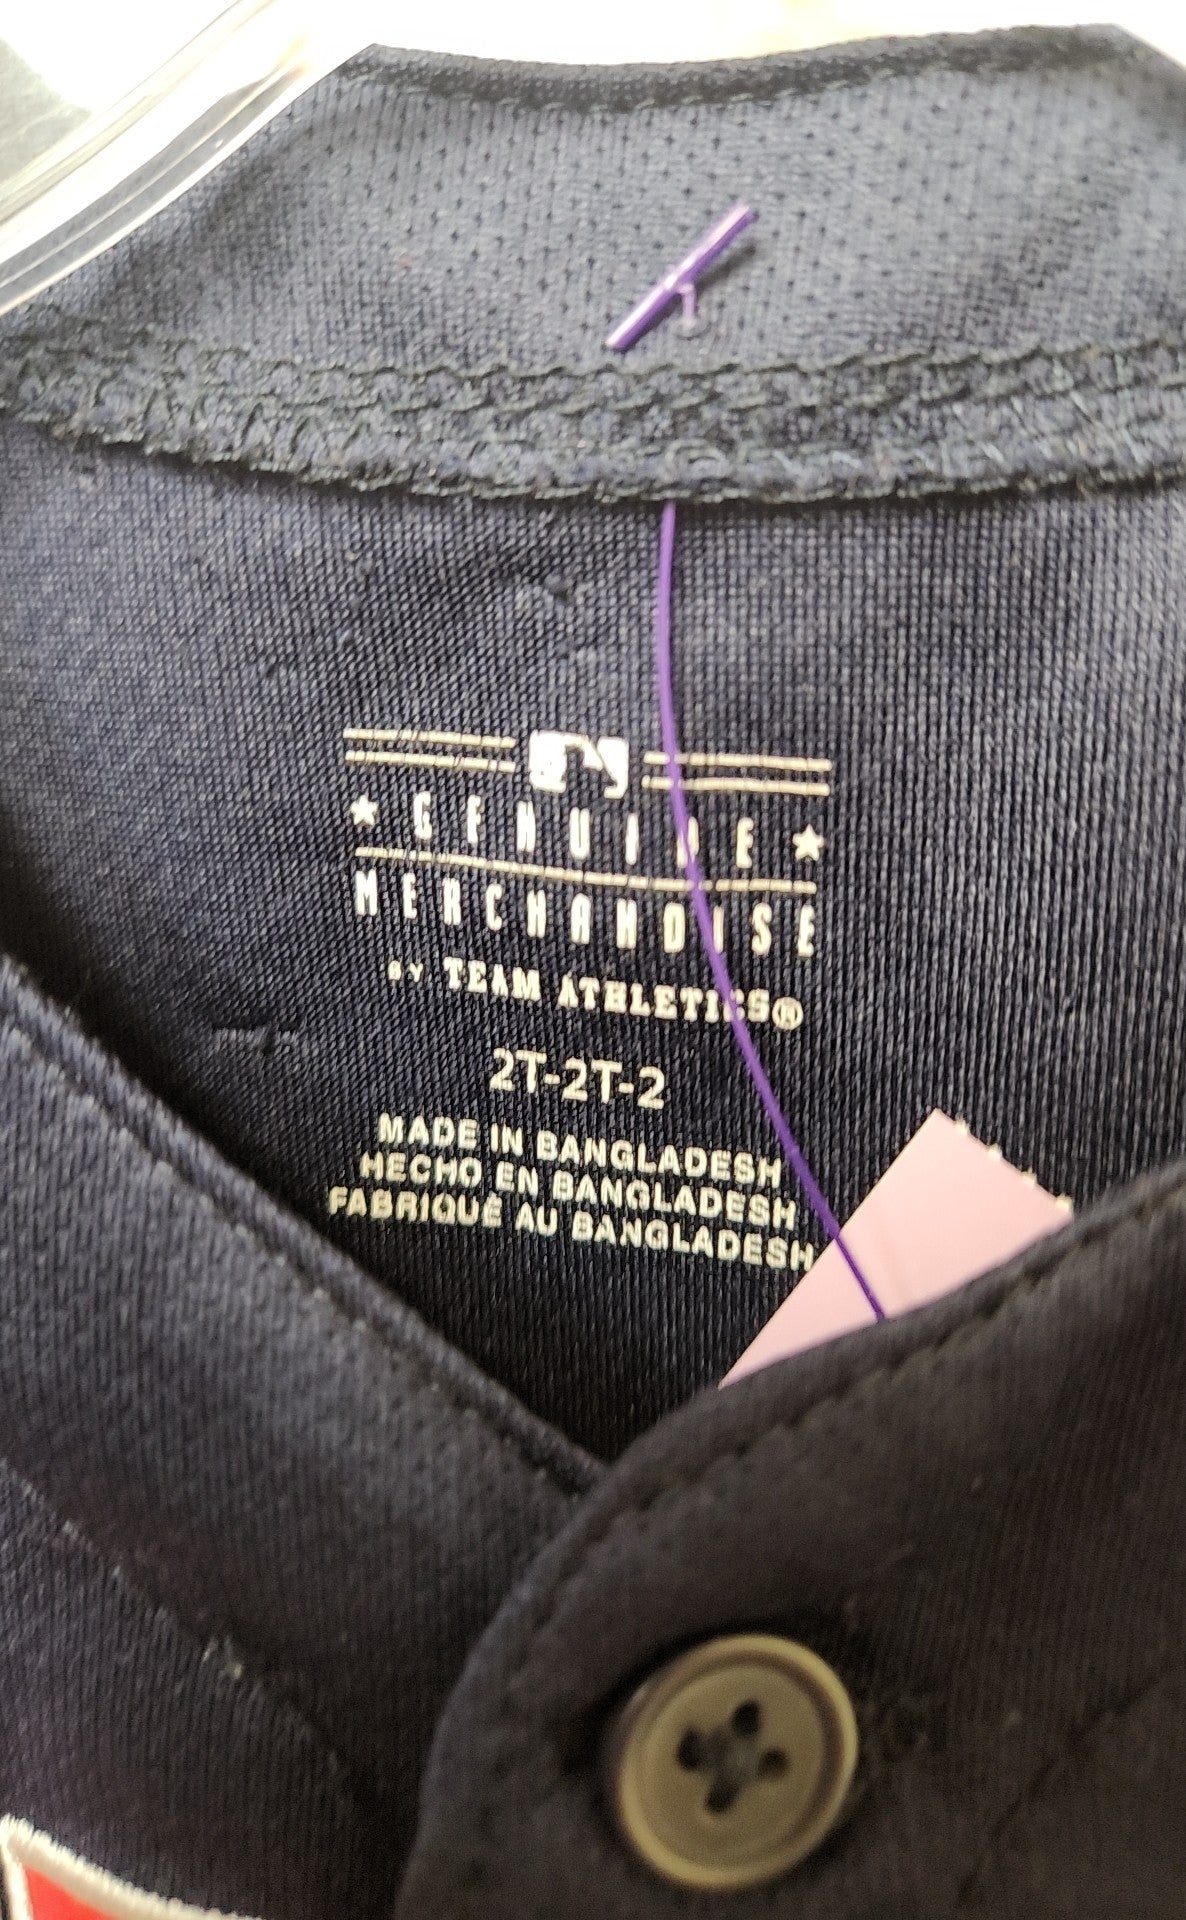 ★ GENUINE ★
MERCHANDISE
BY TEAM ATHLETICS®
2T-2T-2
MADE IN BANGLADESH
HECHO EN BANGLADESH
FABRIQUÉ AU BANGLADESH